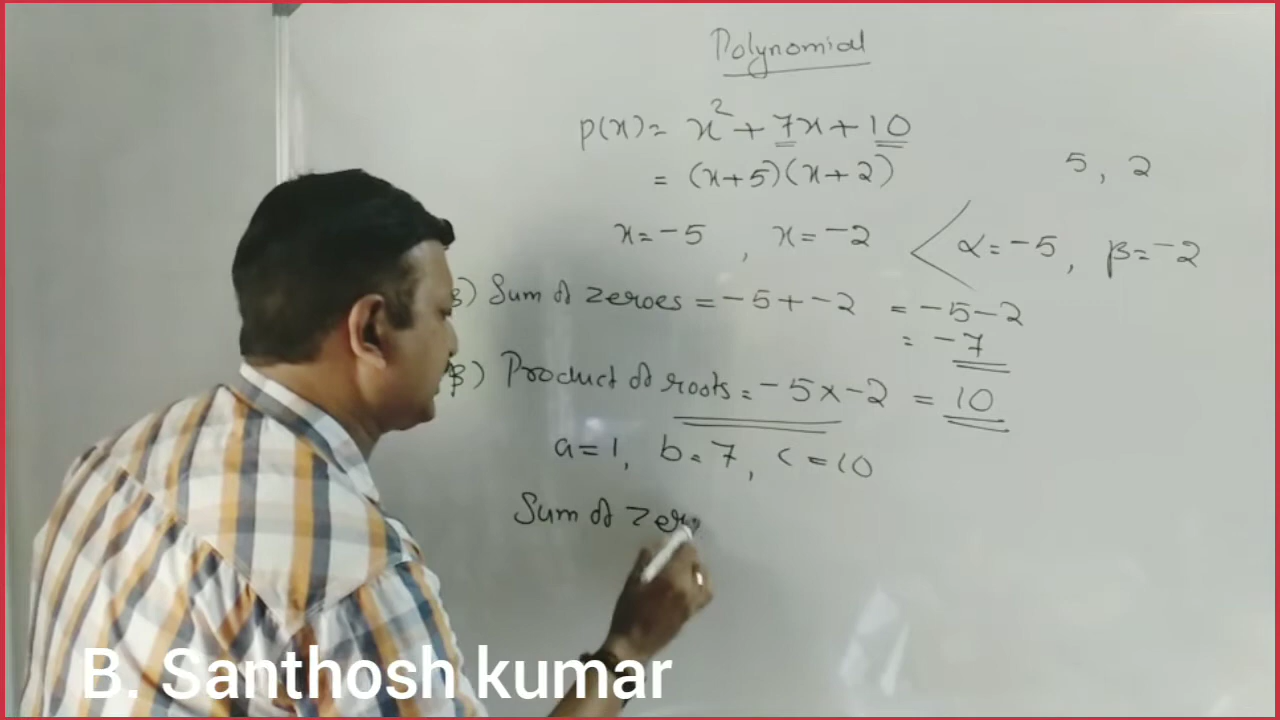 Polynomial
p(x) = x² + 7x + 10
= (x+5)(x+2)
5, 2
x = -5, x = -2
α = -5, β = -2
) Sum of zeroes = -5 + -2 = -5 - 2
= -7
β) Product of roots = -5 x -2 = 10
a = 1, b = 7, c = 10
Sum of zer
B. Santhosh kumar